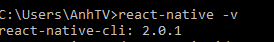 C:\Users\AnhTV>react-native -v
react-native-cli: 2.0.1